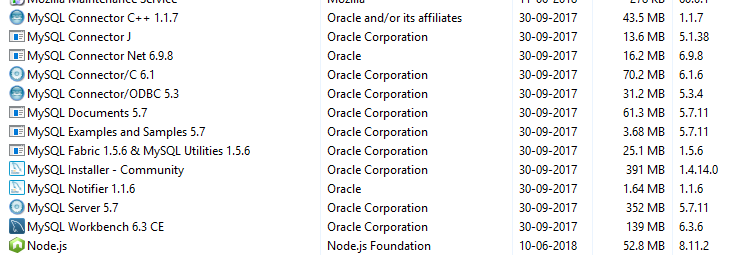 Mozilla Maintenance Service Mozilla
MySQL Connector C++ 1.1.7 Oracle and/or its affiliates 30-09-2017 43.5 MB 1.1.7
MySQL Connector J Oracle Corporation 30-09-2017 13.6 MB 5.1.38
MySQL Connector Net 6.9.8 Oracle 30-09-2017 16.2 MB 6.9.8
MySQL Connector/C 6.1 Oracle Corporation 30-09-2017 70.2 MB 6.1.6
MySQL Connector/ODBC 5.3 Oracle Corporation 30-09-2017 31.2 MB 5.3.4
MySQL Documents 5.7 Oracle Corporation 30-09-2017 61.3 MB 5.7.11
MySQL Examples and Samples 5.7 Oracle Corporation 30-09-2017 3.68 MB 5.7.11
MySQL Fabric 1.5.6 & MySQL Utilities 1.5.6 Oracle Corporation 30-09-2017 25.1 MB 1.5.6
MySQL Installer - Community Oracle Corporation 30-09-2017 391 MB 1.4.14.0
MySQL Notifier 1.1.6 Oracle 30-09-2017 1.64 MB 1.1.6
MySQL Server 5.7 Oracle Corporation 30-09-2017 352 MB 5.7.11
MySQL Workbench 6.3 CE Oracle Corporation 30-09-2017 139 MB 6.3.6
Node.js Node.js Foundation 10-06-2018 52.8 MB 8.11.2